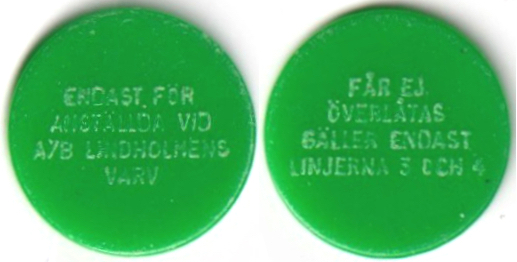 ENDAST FÖR
ANSTÄLLDA VID
A/B LINDHOLMENS
VARV
FÅR EJ
ÖVERLÅTAS
GÄLLER ENDAST
LINJERNA 3 OCH 4